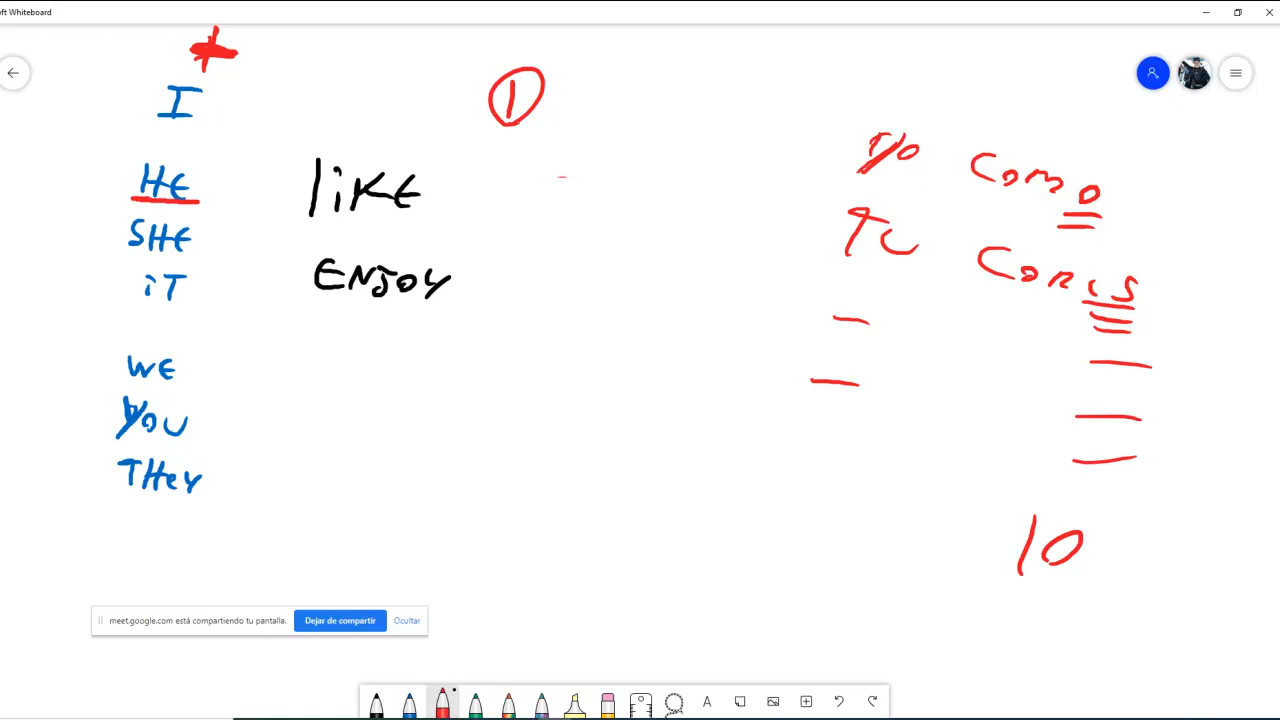 ft Whiteboard
I
1
HE
SHE
iT
WE
YOU
THEY
liKE
ENJOY
Como
TU
Comes
10
meet.google.com está compartiendo tu pantalla.
Dejar de compartir
Ocultar
A